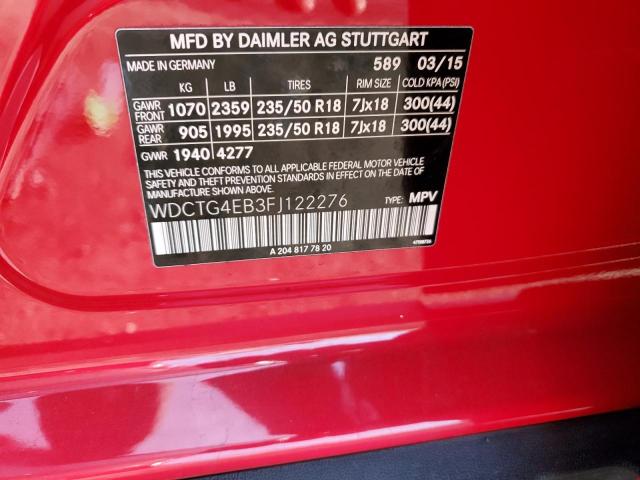 MFD BY DAIMLER AG STUTTGART
MADE IN GERMANY 589 03/15
KG LB TIRES RIM SIZE COLD KPA(PSI)
GAWR FRONT 1070 2359 235/50 R18 7Jx18 300(44)
GAWR REAR 905 1995 235/50 R18 7Jx18 300(44)
GVWR 1940 4277
THIS VEHICLE CONFORMS TO ALL APPLICABLE FEDERAL MOTOR VEHICLE
SAFETY AND THEFT PREVENTION STANDARDS IN EFFECT ON THE DATE
OF MANUFACTURE SHOWN ABOVE.
WDCTG4EB3FJ122276 TYPE: MPV
A 204 817 78 20